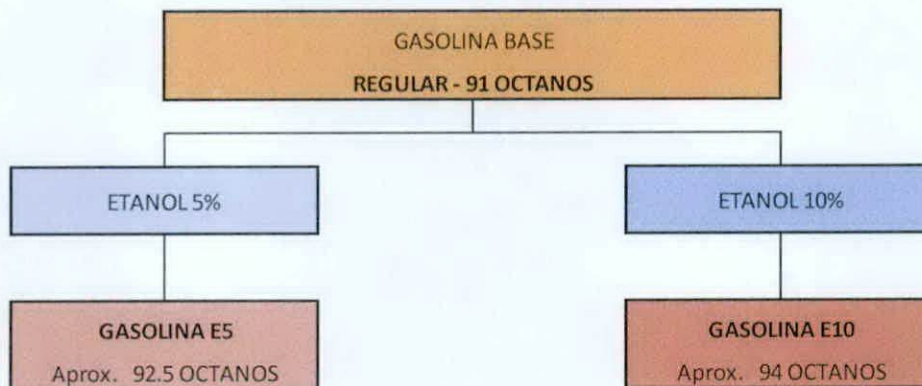 GASOLINA BASE
REGULAR - 91 OCTANOS
ETANOL 5%
ETANOL 10%
GASOLINA E5
Aprox. 92.5 OCTANOS
GASOLINA E10
Aprox. 94 OCTANOS